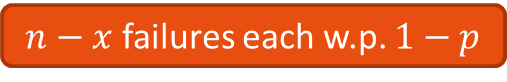 𝑛 − 𝑥 failures each w.p. 1 − 𝑝